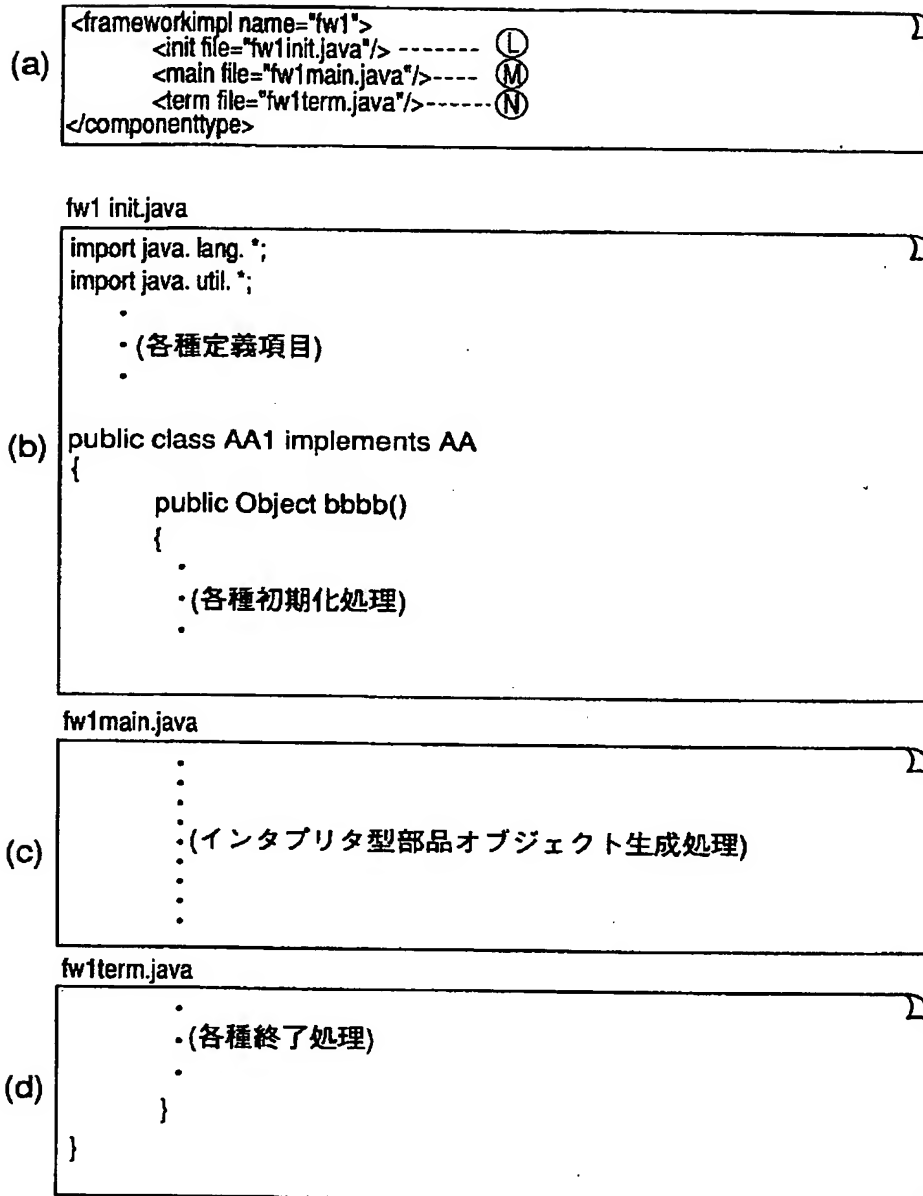 (a)
<frameworkimpl name="fw1">
<init file="fw1init.java"/> ------- Ⓛ
<main file="fw1main.java"/>---- Ⓜ
<term file="fw1term.java"/>------Ⓝ
</componenttype>
fw1 init.java
(b)
import java. lang. *;
import java. util. *;
・
・(各種定義項目)
・
public class AA1 implements AA
{
public Object bbbb()
{
・
・(各種初期化処理)
・
fw1main.java
(c)
・
・
・
・(インタプリタ型部品オブジェクト生成処理)
・
・
・
・
fw1term.java
(d)
・
・(各種終了処理)
・
}
}